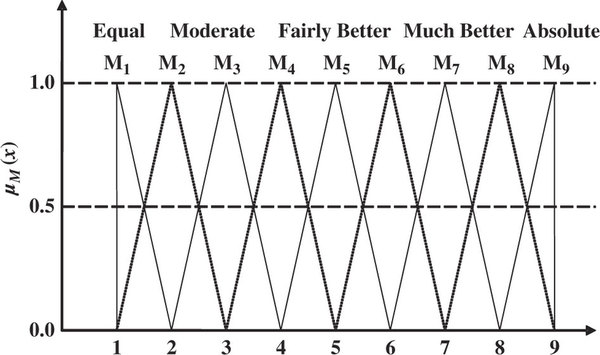 Equal Moderate Fairly Better Much Better Absolute
M1 M2 M3 M4 M5 M6 M7 M8 M9
1.0
μM(x)
0.5
0.0
1 2 3 4 5 6 7 8 9